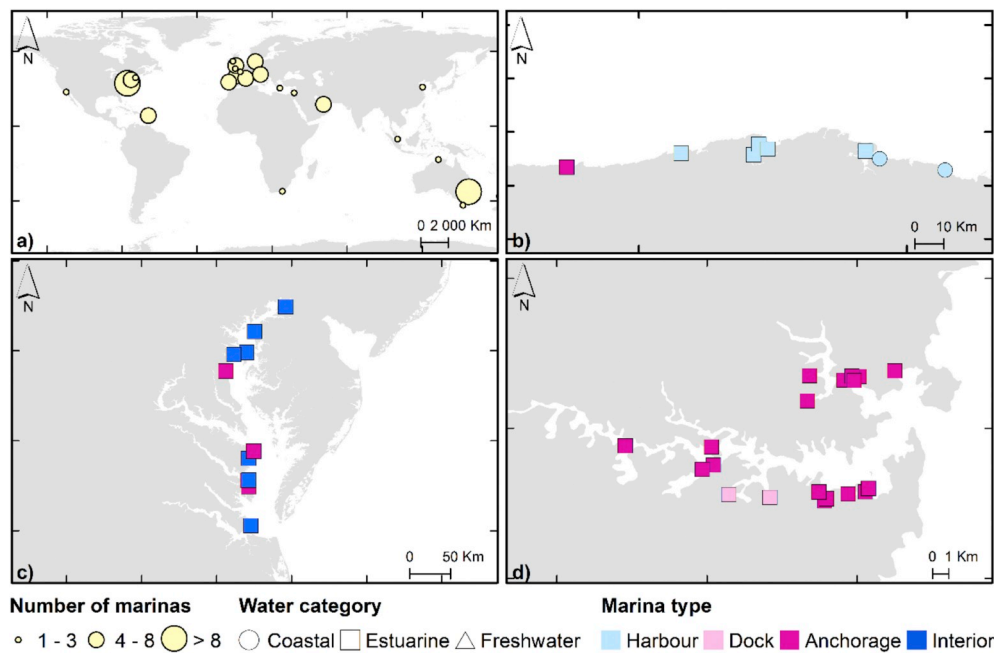 N
N
0 2 000 Km
a)
0 10 Km
b)
N
N
0 50 Km
c)
0 1 Km
d)
Number of marinas Water category Marina type
1 - 3 4 - 8 > 8 Coastal Estuarine Freshwater Harbour Dock Anchorage Interior